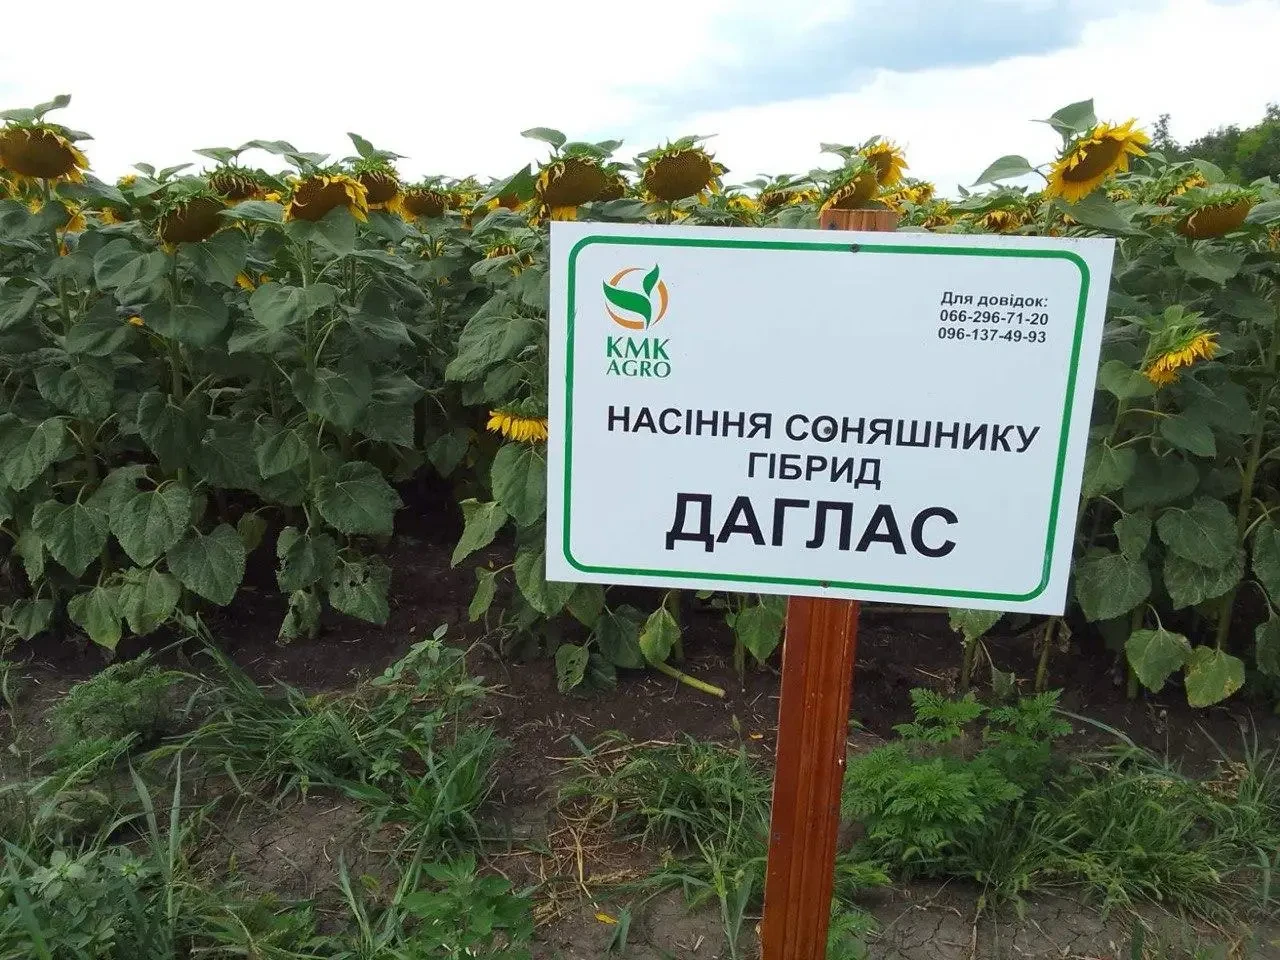 KMK
AGRO
Для довідок:
066-296-71-20
096-137-49-93
НАСІННЯ СОНЯШНИКУ
ГІБРИД
ДАГЛАС